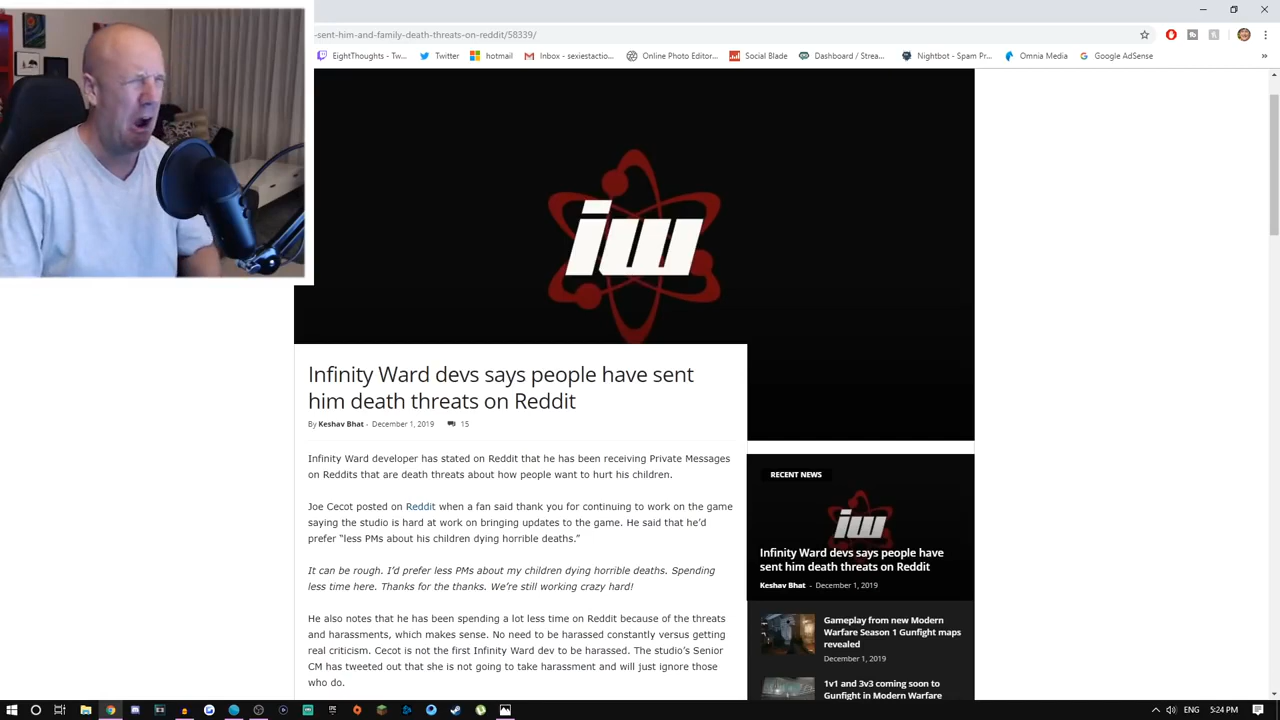 -sent-him-and-family-death-threats-on-reddit/58339/
EightThoughts - Tw... Twitter hotmail Inbox - sexiestactio... Online Photo Editor... Social Blade Dashboard / Strea... Nightbot - Spam Pr... Omnia Media Google AdSense »
iw
Infinity Ward devs says people have sent
him death threats on Reddit
By Keshav Bhat - December 1, 2019 15
Infinity Ward developer has stated on Reddit that he has been receiving Private Messages
on Reddits that are death threats about how people want to hurt his children.
Joe Cecot posted on Reddit when a fan said thank you for continuing to work on the game
saying the studio is hard at work on bringing updates to the game. He said that he’d
prefer “less PMs about his children dying horrible deaths.”
It can be rough. I’d prefer less PMs about my children dying horrible deaths. Spending
less time here. Thanks for the thanks. We’re still working crazy hard!
He also notes that he has been spending a lot less time on Reddit because of the threats
and harassments, which makes sense. No need to be harassed constantly versus getting
real criticism. Cecot is not the first Infinity Ward dev to be harassed. The studio’s Senior
CM has tweeted out that she is not going to take harassment and will just ignore those
who do.
RECENT NEWS
iw
Infinity Ward devs says people have
sent him death threats on Reddit
Keshav Bhat - December 1, 2019
Gameplay from new Modern
Warfare Season 1 Gunfight maps
revealed
December 1, 2019
1v1 and 3v3 coming soon to
Gunfight in Modern Warfare
ENG 5:24 PM